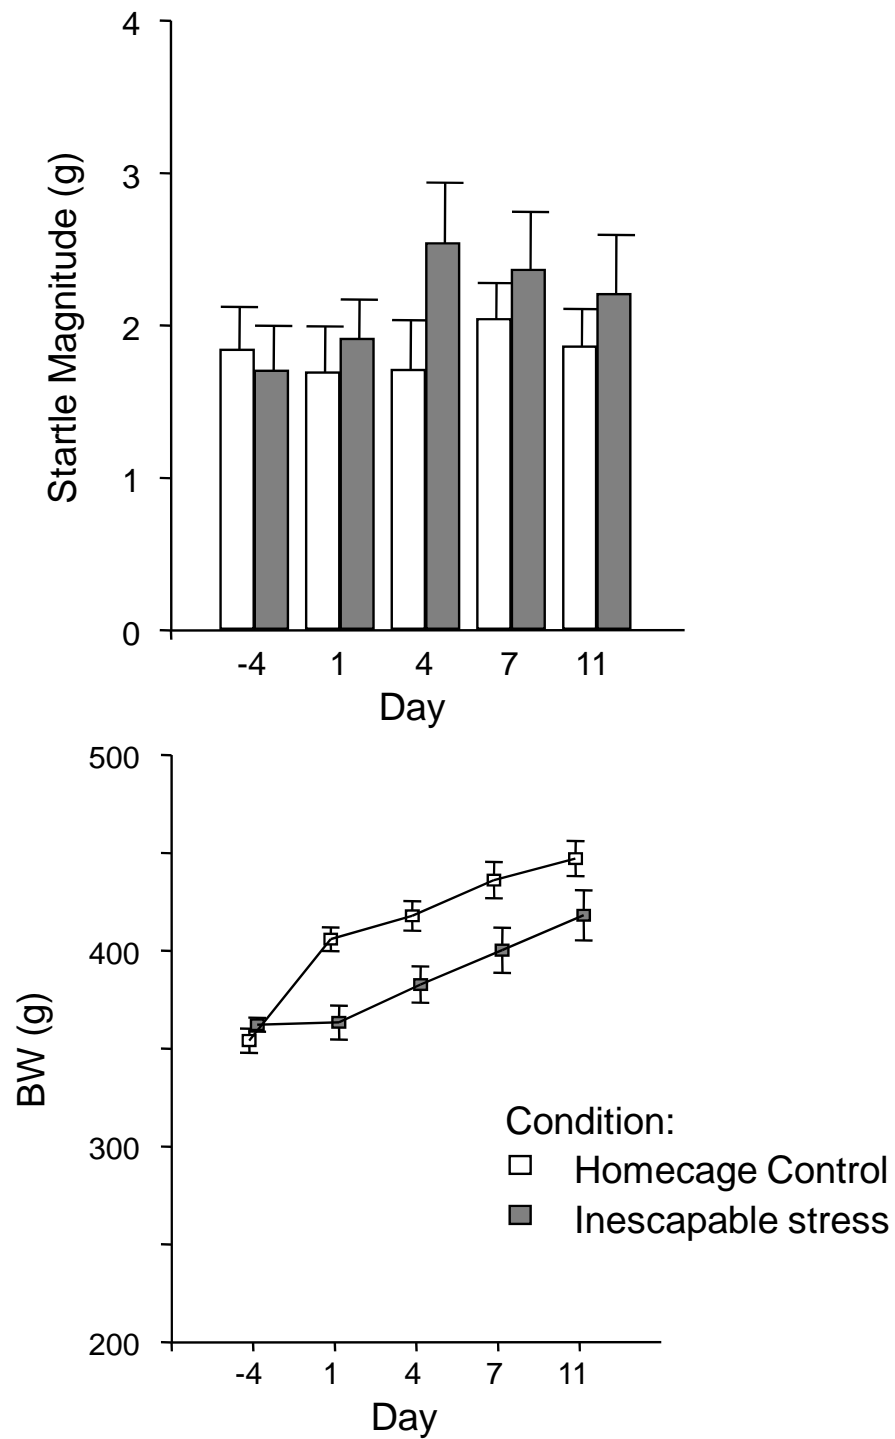 4
3
2
1
0
Startle Magnitude (g)
-4 1 4 7 11
Day
500
400
300
200
BW (g)
Condition:
Homecage Control
Inescapable stress
-4 1 4 7 11
Day